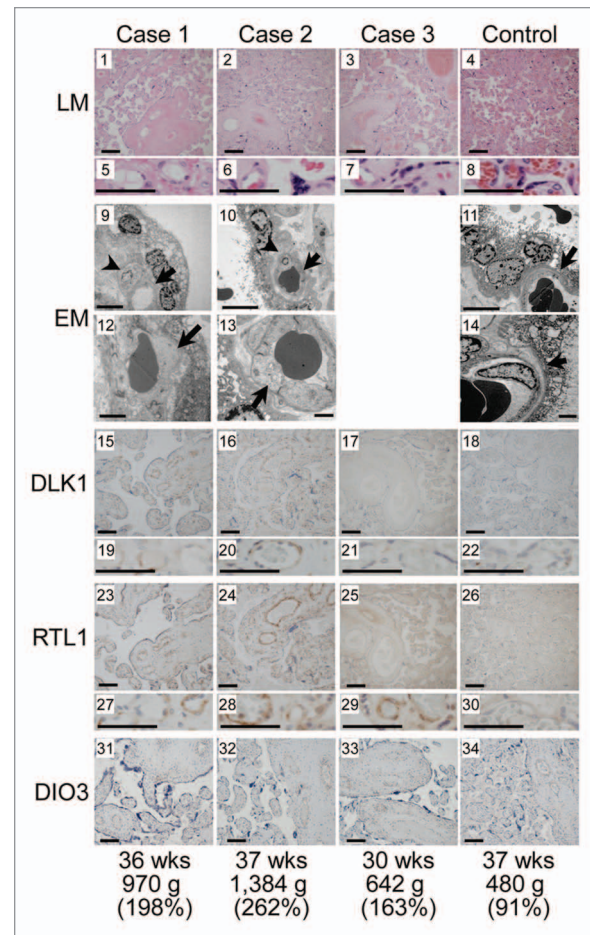 Case 1 Case 2 Case 3 Control
LM
1 2 3 4
5 6 7 8
EM
9 10 11
12 13 14
DLK1
15 16 17 18
19 20 21 22
RTL1
23 24 25 26
27 28 29 30
DIO3
31 32 33 34
36 wks 37 wks 30 wks 37 wks
970 g 1,384 g 642 g 480 g
(198%) (262%) (163%) (91%)